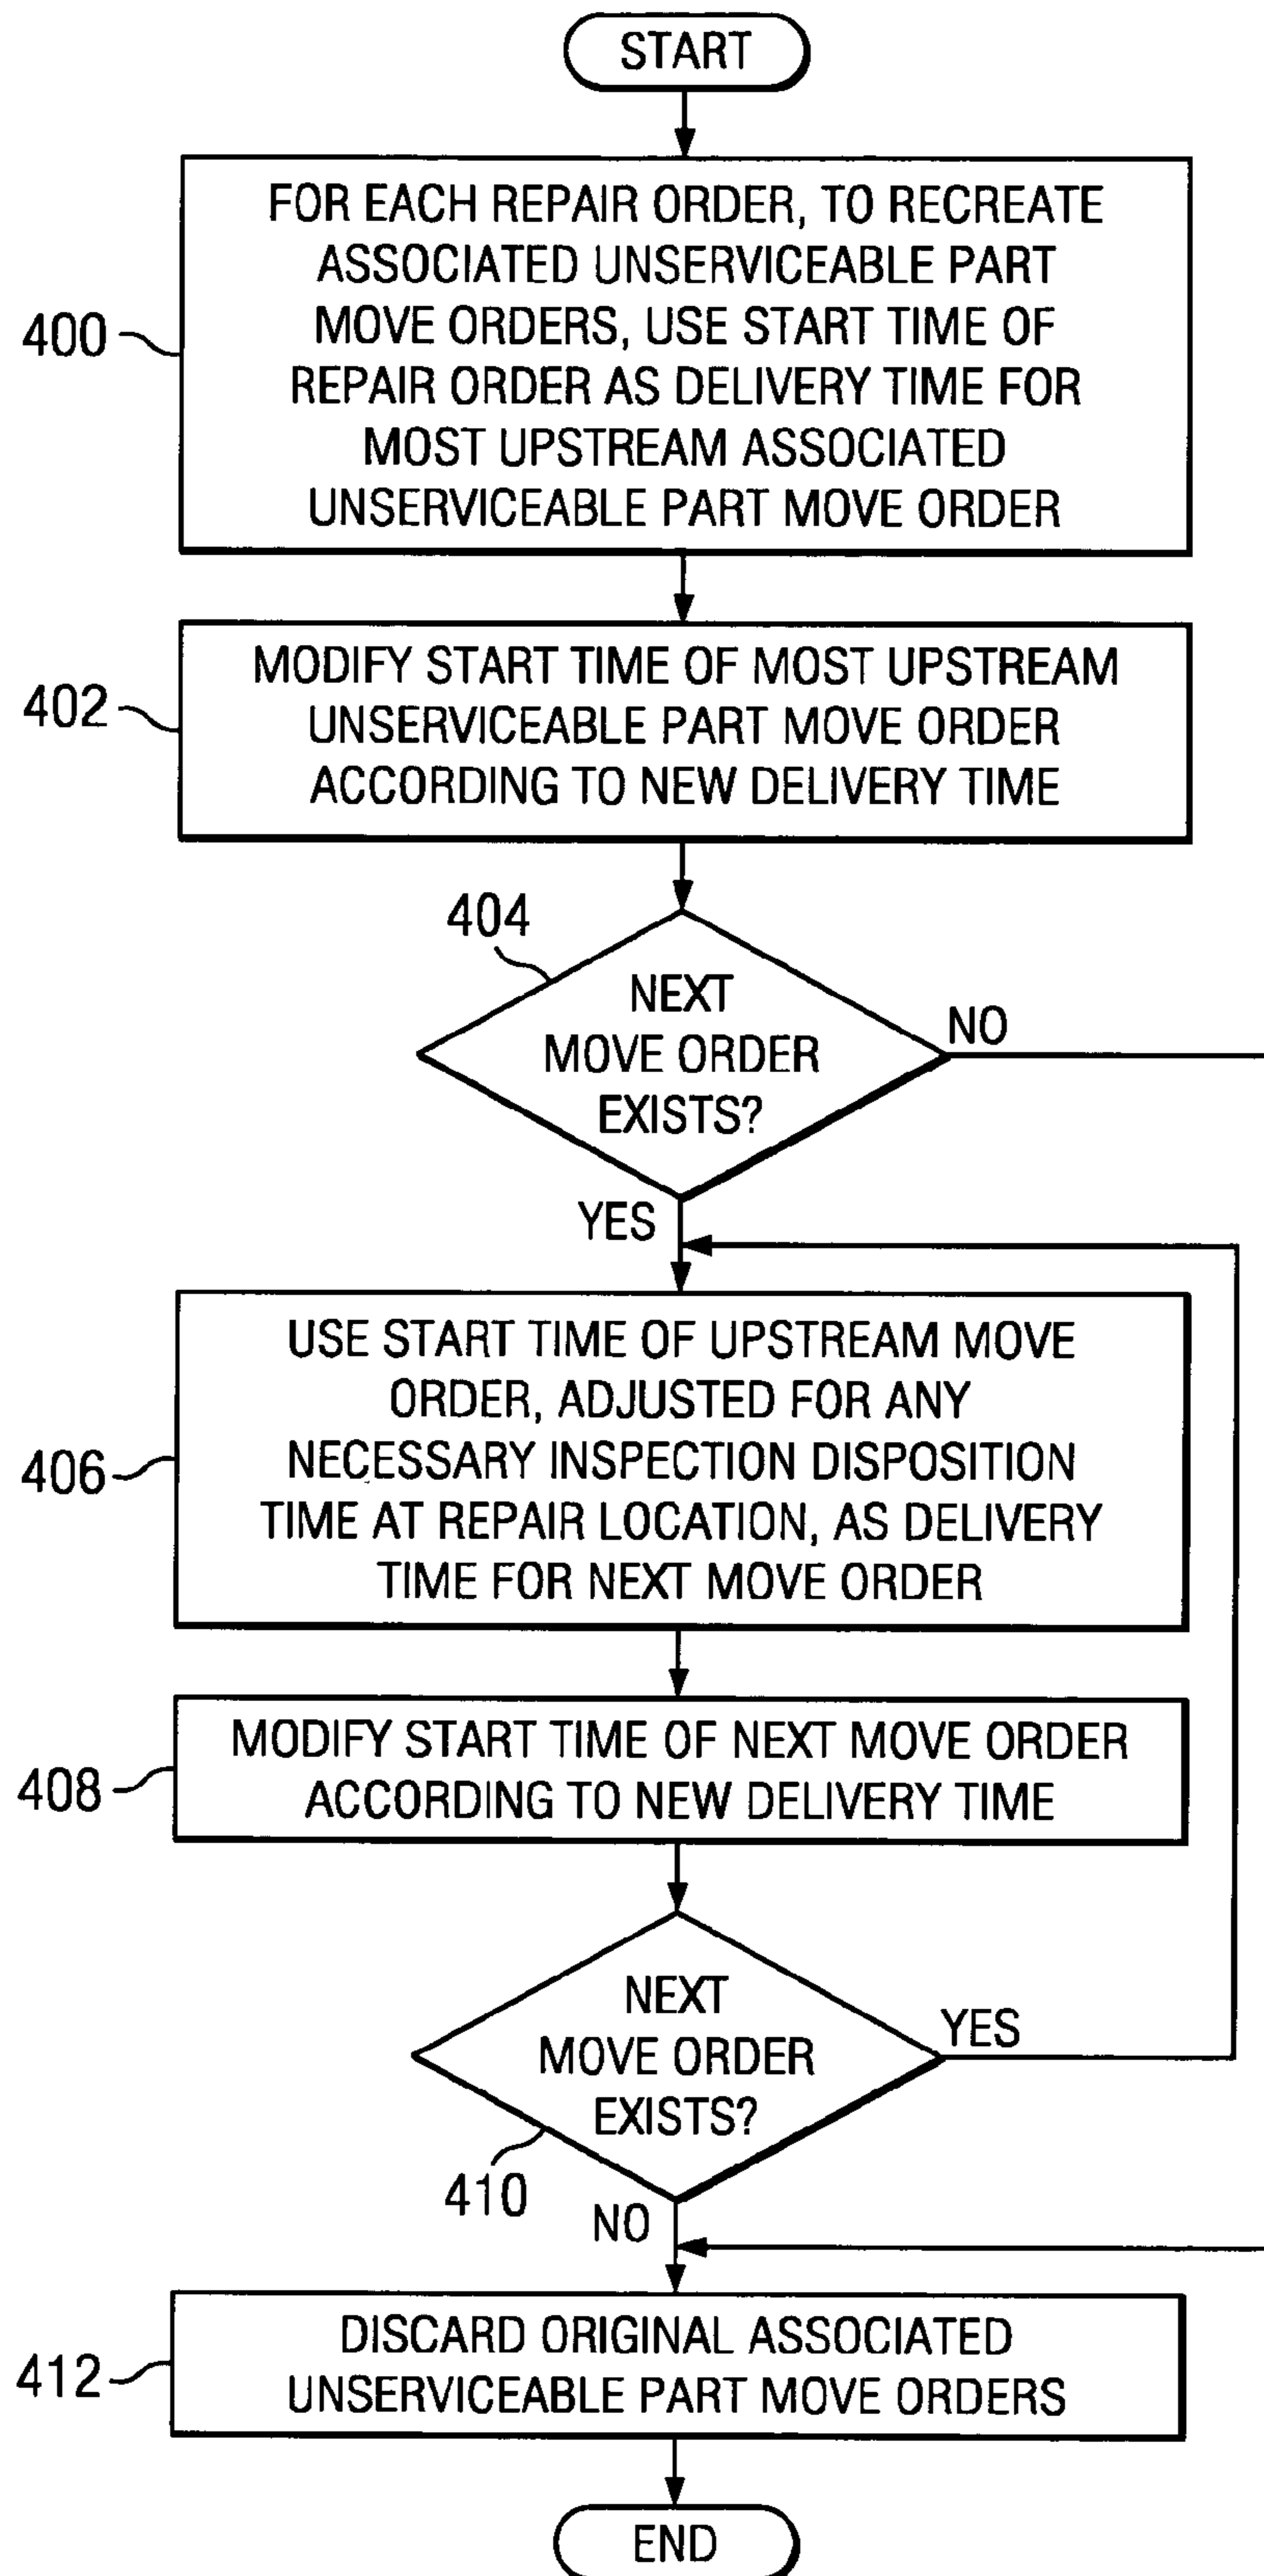 START
FOR EACH REPAIR ORDER, TO RECREATE
ASSOCIATED UNSERVICEABLE PART
MOVE ORDERS, USE START TIME OF
REPAIR ORDER AS DELIVERY TIME FOR
MOST UPSTREAM ASSOCIATED
UNSERVICEABLE PART MOVE ORDER
400
MODIFY START TIME OF MOST UPSTREAM
UNSERVICEABLE PART MOVE ORDER
ACCORDING TO NEW DELIVERY TIME
402
404
NEXT
MOVE ORDER
EXISTS?
NO
YES
USE START TIME OF UPSTREAM MOVE
ORDER, ADJUSTED FOR ANY
NECESSARY INSPECTION DISPOSITION
TIME AT REPAIR LOCATION, AS DELIVERY
TIME FOR NEXT MOVE ORDER
406
MODIFY START TIME OF NEXT MOVE ORDER
ACCORDING TO NEW DELIVERY TIME
408
NEXT
MOVE ORDER
EXISTS?
YES
410
NO
DISCARD ORIGINAL ASSOCIATED
UNSERVICEABLE PART MOVE ORDERS
412
END